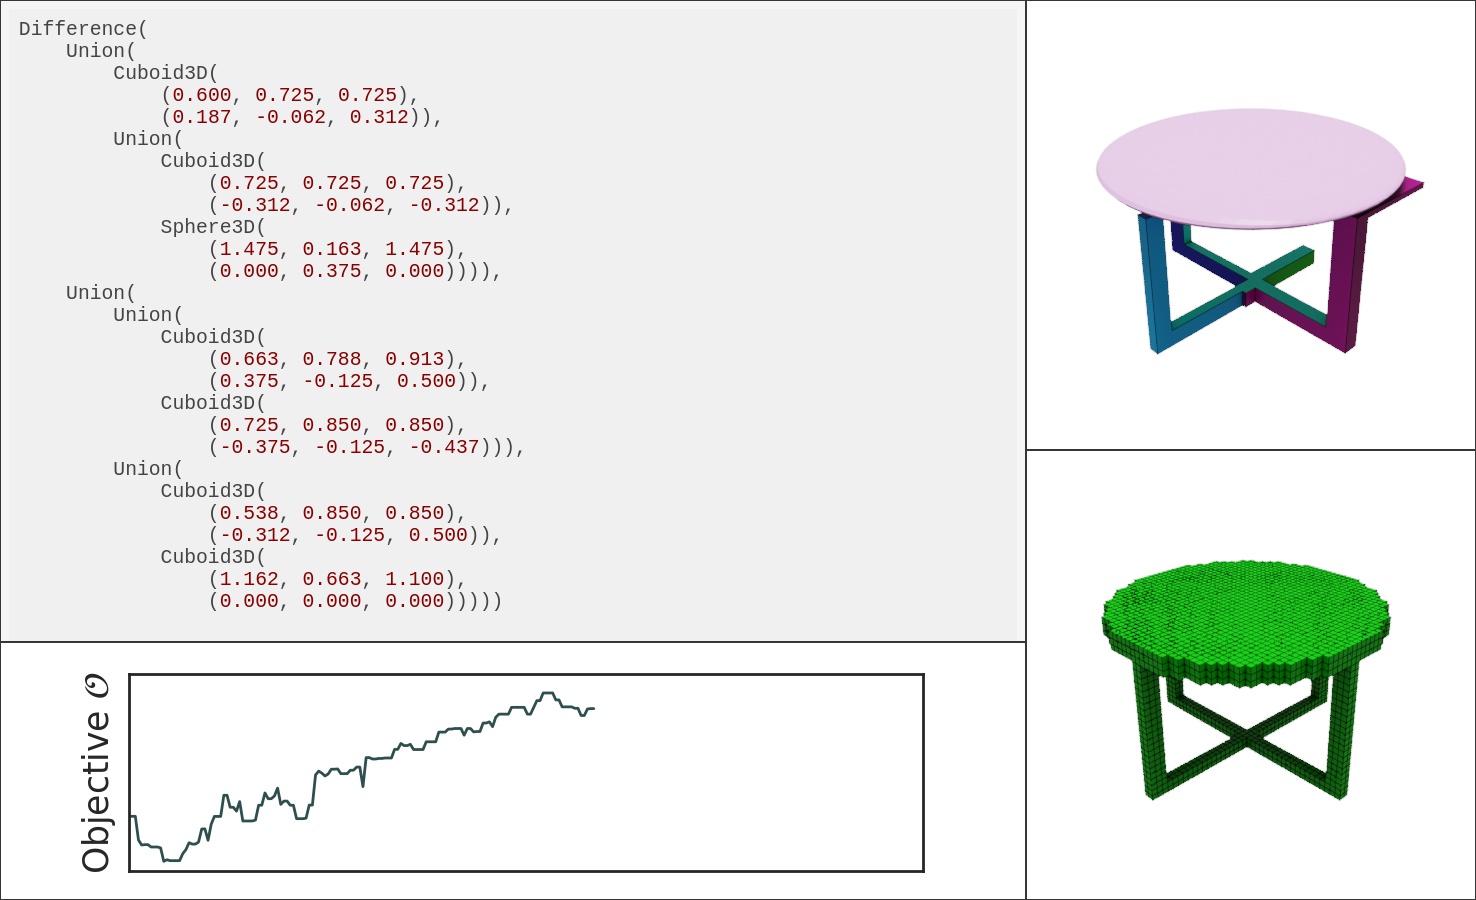 Difference(
    Union(
        Cuboid3D(
            (0.600, 0.725, 0.725),
            (0.187, -0.062, 0.312)),
        Union(
            Cuboid3D(
                (0.725, 0.725, 0.725),
                (-0.312, -0.062, -0.312)),
            Sphere3D(
                (1.475, 0.163, 1.475),
                (0.000, 0.375, 0.000)))),
    Union(
        Union(
            Cuboid3D(
                (0.663, 0.788, 0.913),
                (0.375, -0.125, 0.500)),
            Cuboid3D(
                (0.725, 0.850, 0.850),
                (-0.375, -0.125, -0.437))),
        Union(
            Cuboid3D(
                (0.538, 0.850, 0.850),
                (-0.312, -0.125, 0.500)),
            Cuboid3D(
                (1.162, 0.663, 1.100),
                (0.000, 0.000, 0.000)))))
Objective 𝒪